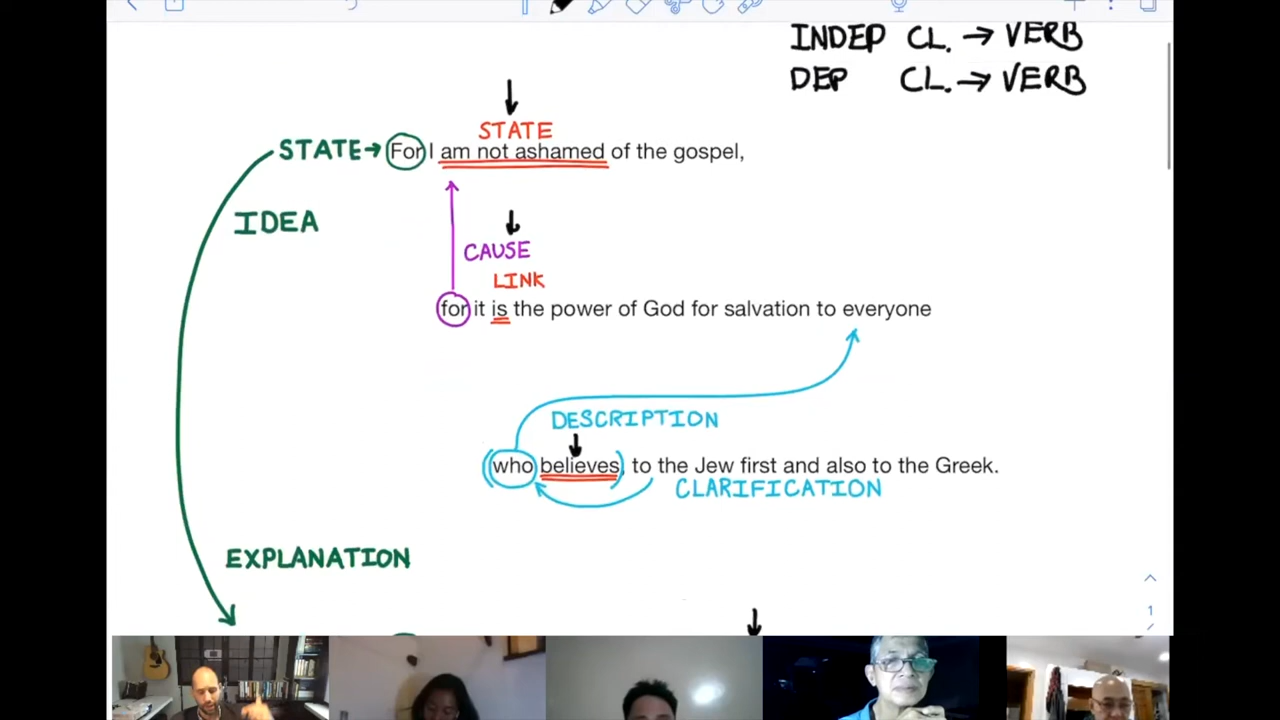 INDEP CL. → VERB
DEP CL. → VERB
STATE
STATE→ For I am not ashamed of the gospel,
IDEA
CAUSE
LINK
for it is the power of God for salvation to everyone
DESCRIPTION
(who believes), to the Jew first and also to the Greek.
CLARIFICATION
EXPLANATION
1